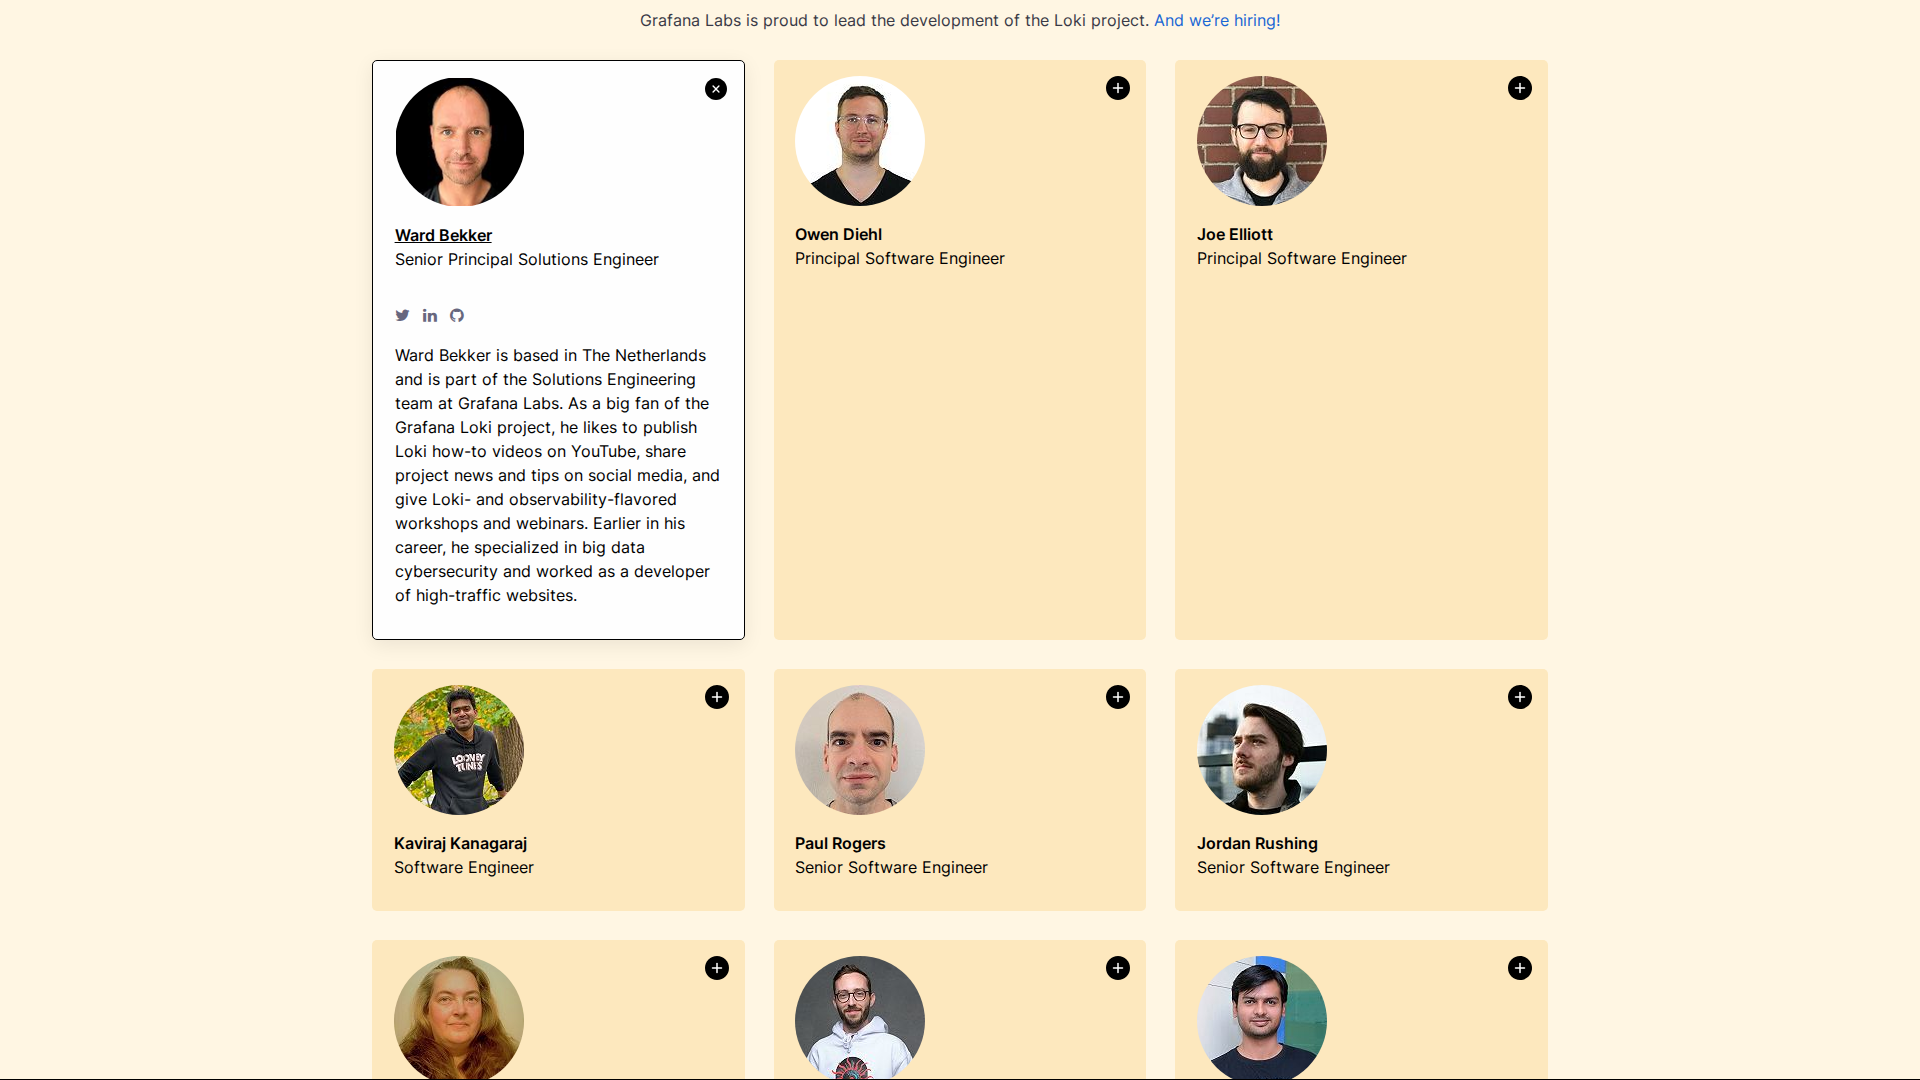 Grafana Labs is proud to lead the development of the Loki project. And we’re hiring!
Ward Bekker
Senior Principal Solutions Engineer
Ward Bekker is based in The Netherlands
and is part of the Solutions Engineering
team at Grafana Labs. As a big fan of the
Grafana Loki project, he likes to publish
Loki how-to videos on YouTube, share
project news and tips on social media, and
give Loki- and observability-flavored
workshops and webinars. Earlier in his
career, he specialized in big data
cybersecurity and worked as a developer
of high-traffic websites.
Owen Diehl
Principal Software Engineer
Joe Elliott
Principal Software Engineer
LOONEY
TUNES
Kaviraj Kanagaraj
Software Engineer
Paul Rogers
Senior Software Engineer
Jordan Rushing
Senior Software Engineer